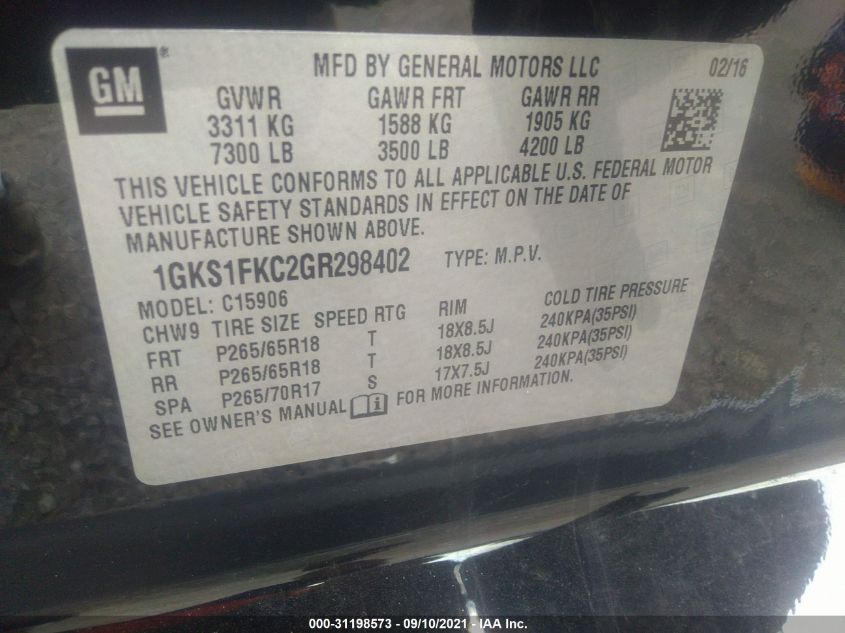 GM ® MFD BY GENERAL MOTORS LLC 02/16
GVWR GAWR FRT GAWR RR
3311 KG 1588 KG 1905 KG
7300 LB 3500 LB 4200 LB
THIS VEHICLE CONFORMS TO ALL APPLICABLE U.S. FEDERAL MOTOR
VEHICLE SAFETY STANDARDS IN EFFECT ON THE DATE OF
MANUFACTURE SHOWN ABOVE.
1GKS1FKC2GR298402 TYPE: M.P.V.
MODEL: C15906
CHW9 TIRE SIZE SPEED RTG RIM COLD TIRE PRESSURE
FRT P265/65R18 T 18X8.5J 240KPA(35PSI)
RR P265/65R18 T 18X8.5J 240KPA(35PSI)
SPA P265/70R17 S 17X7.5J 240KPA(35PSI)
SEE OWNER'S MANUAL i FOR MORE INFORMATION.
000-31198573 - 09/10/2021 - IAA Inc.